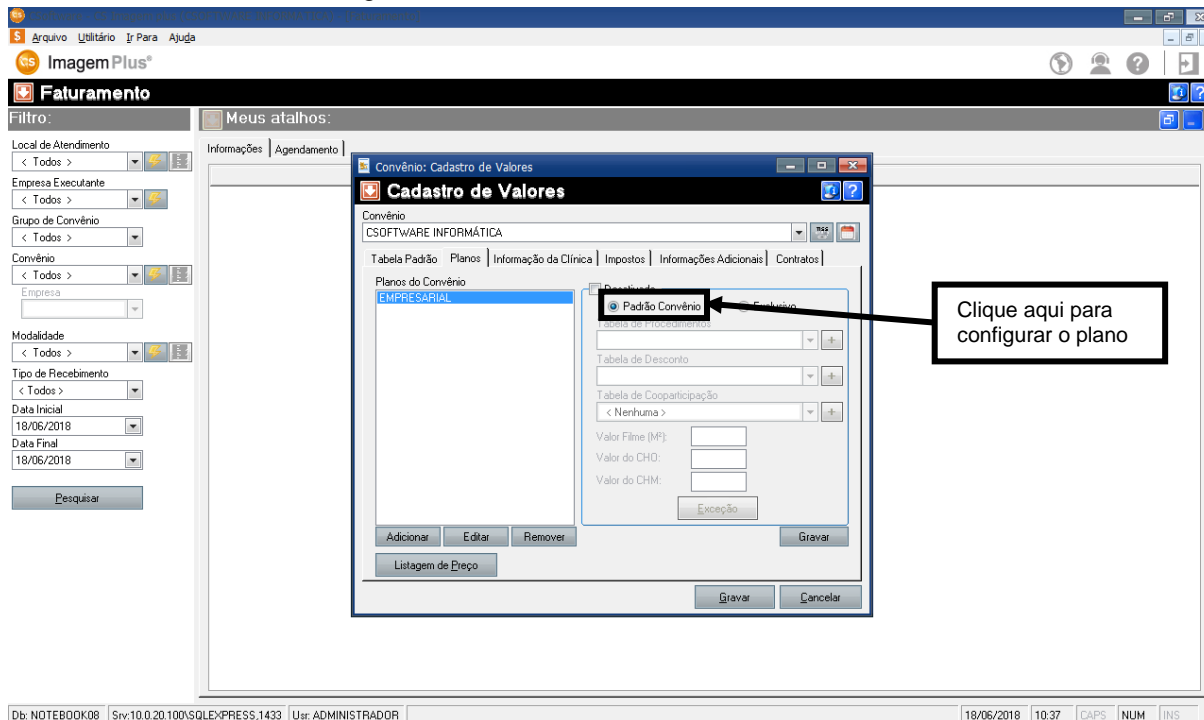 Arquivo Utilitário Ir Para Ajuda
CS ImagemPlus®
Faturamento
Filtro:
Meus atalhos:
Local de Atendimento
< Todos >
Empresa Executante
< Todos >
Grupo de Convênio
< Todos >
Convênio
< Todos >
Empresa
Modalidade
< Todos >
Tipo de Recebimento
< Todos >
Data Inicial
18/06/2018
Data Final
18/06/2018
Pesquisar
Informações Agendamento
Convênio: Cadastro de Valores
Cadastro de Valores
Convênio
CSOFTWARE INFORMÁTICA
Tabela Padrão Planos Informação da Clínica Impostos Informações Adicionais Contratos
Planos do Convênio
EMPRESARIAL
Desativado
Padrão Convênio Exclusivo
Tabela de Procedimentos
Tabela de Desconto
Tabela de Cooparticipação
< Nenhuma >
Valor Filme (M²):
Valor do CHO:
Valor do CHM:
Exceção
Adicionar Editar Remover Gravar
Listagem de Preço
Gravar Cancelar
Clique aqui para
configurar o plano
Db: NOTEBOOK08 Srv:10.0.20.100\SQLEXPRESS,1433 Usr: ADMINISTRADOR 18/06/2018 10:37 CAPS NUM INS